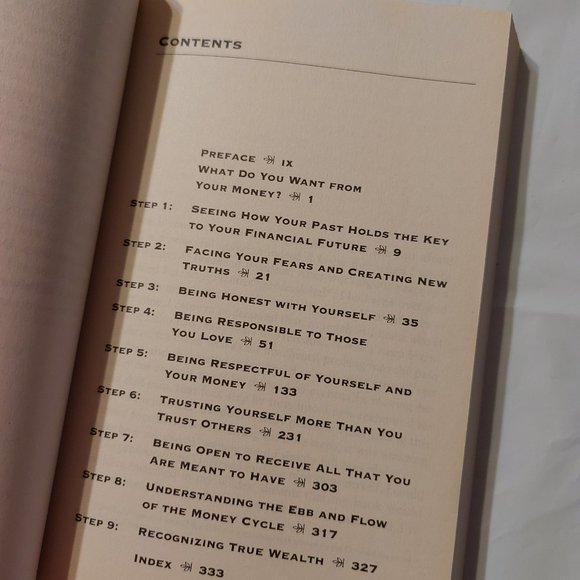 CONTENTS
PREFACE IX
WHAT DO YOU WANT FROM
YOUR MONEY? 1
STEP 1: SEEING HOW YOUR PAST HOLDS THE KEY
TO YOUR FINANCIAL FUTURE 9
STEP 2: FACING YOUR FEARS AND CREATING NEW
TRUTHS 21
STEP 3: BEING HONEST WITH YOURSELF 35
STEP 4: BEING RESPONSIBLE TO THOSE
YOU LOVE 51
STEP 5: BEING RESPECTFUL OF YOURSELF AND
YOUR MONEY 133
STEP 6: TRUSTING YOURSELF MORE THAN YOU
TRUST OTHERS 231
STEP 7: BEING OPEN TO RECEIVE ALL THAT YOU
ARE MEANT TO HAVE 303
STEP 8: UNDERSTANDING THE EBB AND FLOW
OF THE MONEY CYCLE 317
STEP 9: RECOGNIZING TRUE WEALTH 327
INDEX 333